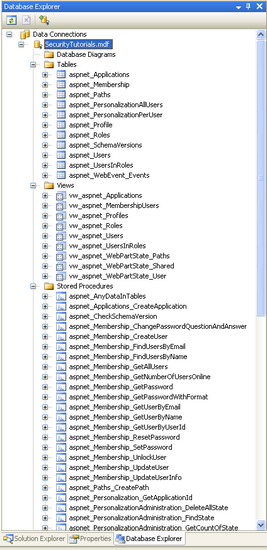 Database Explorer
Data Connections
SecurityTutorials.mdf
Database Diagrams
Tables
aspnet_Applications
aspnet_Membership
aspnet_Paths
aspnet_PersonalizationAllUsers
aspnet_PersonalizationPerUser
aspnet_Profile
aspnet_Roles
aspnet_SchemaVersions
aspnet_Users
aspnet_UsersInRoles
aspnet_WebEvent_Events
Views
vw_aspnet_Applications
vw_aspnet_MembershipUsers
vw_aspnet_Profiles
vw_aspnet_Roles
vw_aspnet_Users
vw_aspnet_UsersInRoles
vw_aspnet_WebPartState_Paths
vw_aspnet_WebPartState_Shared
vw_aspnet_WebPartState_User
Stored Procedures
aspnet_AnyDataInTables
aspnet_Applications_CreateApplication
aspnet_CheckSchemaVersion
aspnet_Membership_ChangePasswordQuestionAndAnswer
aspnet_Membership_CreateUser
aspnet_Membership_FindUsersByEmail
aspnet_Membership_FindUsersByName
aspnet_Membership_GetAllUsers
aspnet_Membership_GetNumberOfUsersOnline
aspnet_Membership_GetPassword
aspnet_Membership_GetPasswordWithFormat
aspnet_Membership_GetUserByEmail
aspnet_Membership_GetUserByName
aspnet_Membership_GetUserByUserId
aspnet_Membership_ResetPassword
aspnet_Membership_SetPassword
aspnet_Membership_UnlockUser
aspnet_Membership_UpdateUser
aspnet_Membership_UpdateUserInfo
aspnet_Paths_CreatePath
aspnet_Personalization_GetApplicationId
aspnet_PersonalizationAdministration_DeleteAllState
aspnet_PersonalizationAdministration_FindState
aspnet_PersonalizationAdministration_GetCountOfState
Solution Explorer Properties Database Explorer